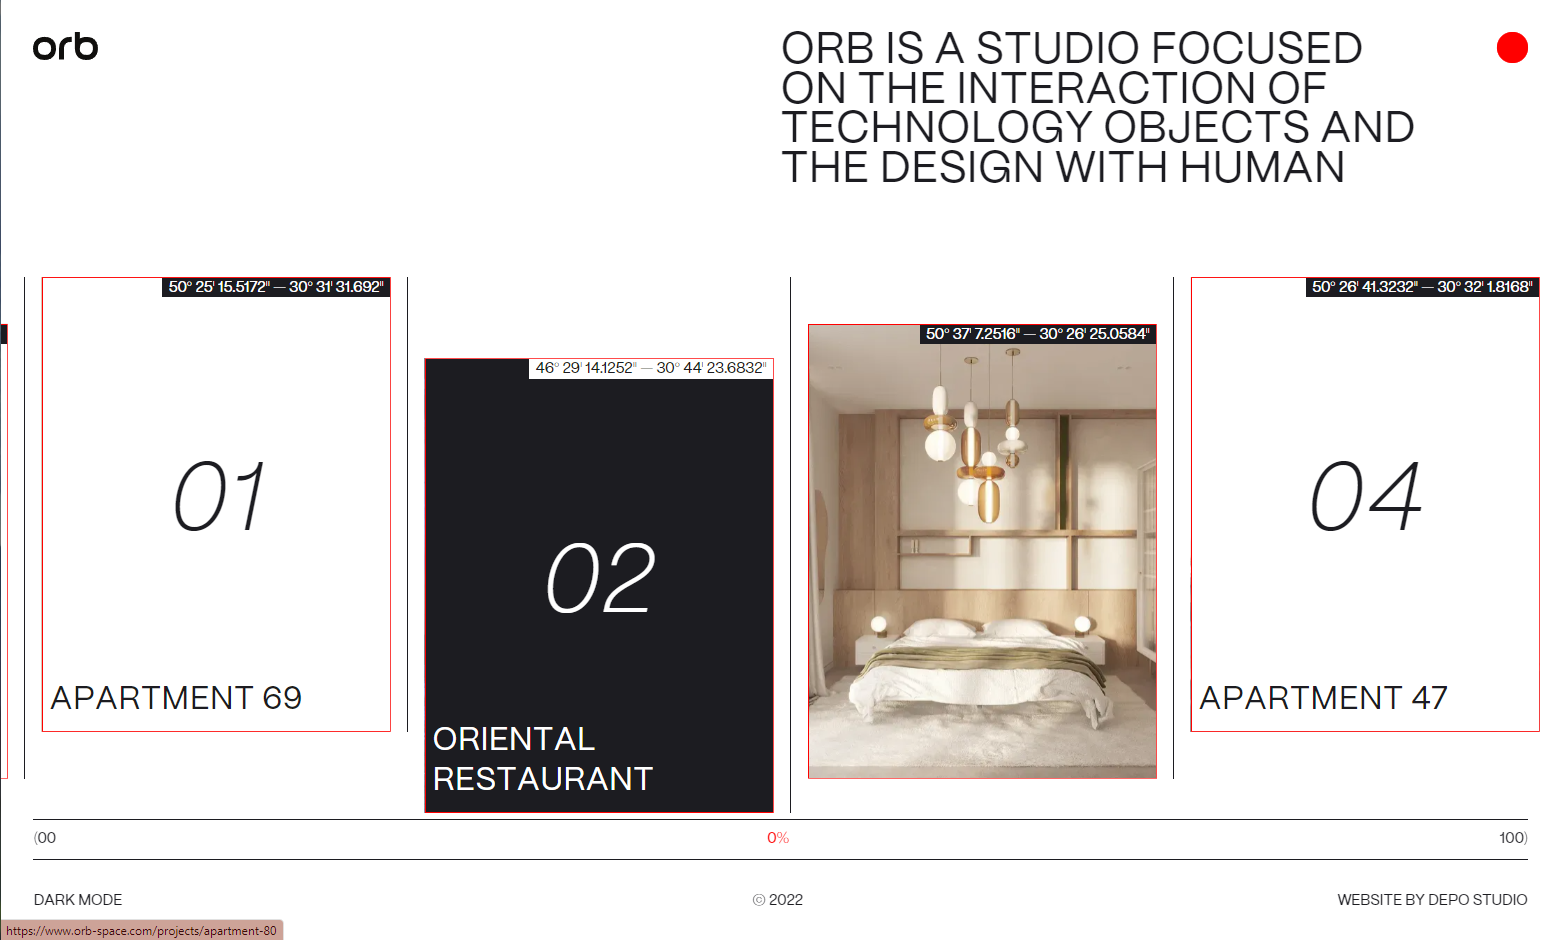 orb
ORB IS A STUDIO FOCUSED
ON THE INTERACTION OF
TECHNOLOGY OBJECTS AND
THE DESIGN WITH HUMAN
50° 25' 15.5172" — 30° 31' 31.692"
01
APARTMENT 69
46° 29' 14.1252" — 30° 44' 23.6832"
02
ORIENTAL
RESTAURANT
50° 37' 7.2516" — 30° 26' 25.0584"
50° 26' 41.3232" — 30° 32' 1.8168"
04
APARTMENT 47
(00
0%
100)
DARK MODE
© 2022
WEBSITE BY DEPO STUDIO
https://www.orb-space.com/projects/apartment-80